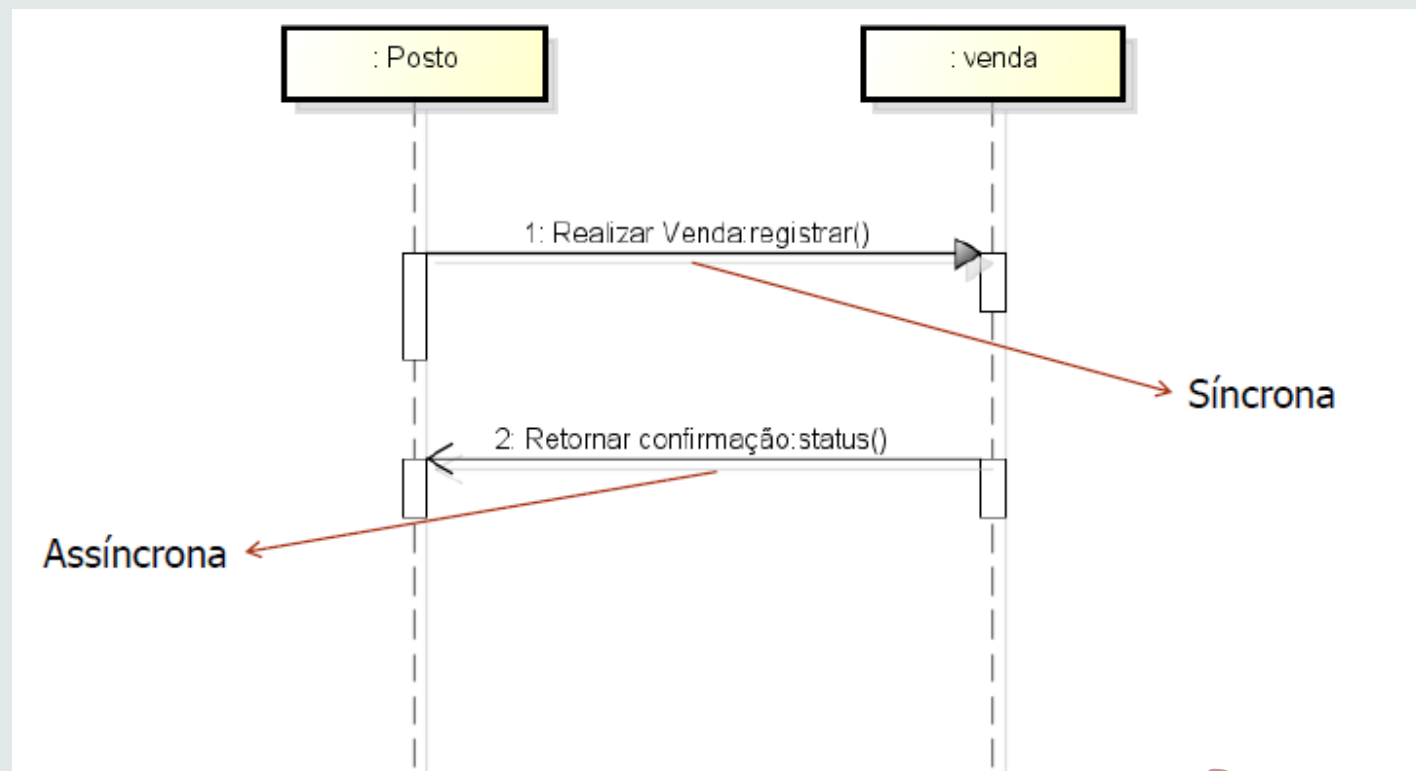 : Posto
: venda
1: Realizar Venda:registrar()
Síncrona
2: Retornar confirmação:status()
Assíncrona